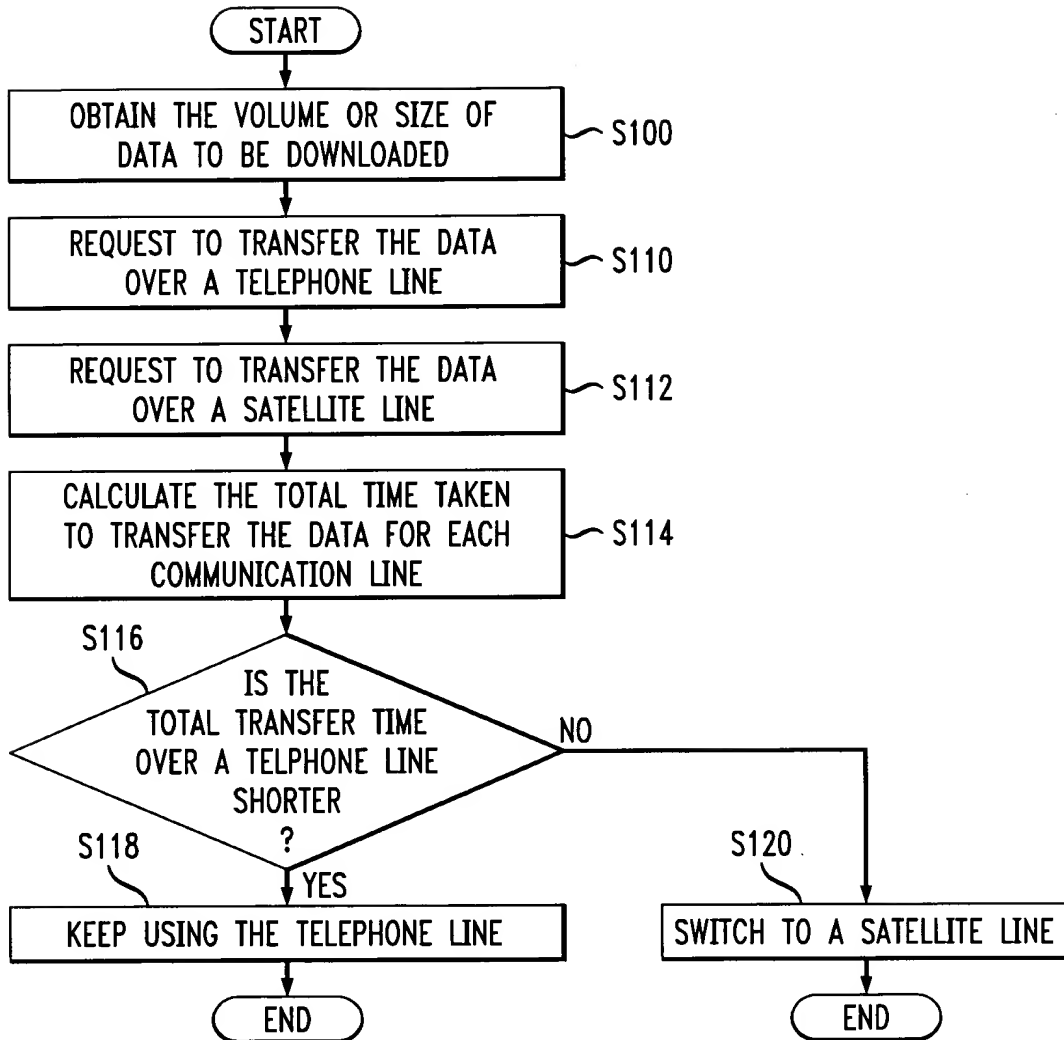 START
OBTAIN THE VOLUME OR SIZE OF
DATA TO BE DOWNLOADED
S100
REQUEST TO TRANSFER THE DATA
OVER A TELEPHONE LINE
S110
REQUEST TO TRANSFER THE DATA
OVER A SATELLITE LINE
S112
CALCULATE THE TOTAL TIME TAKEN
TO TRANSFER THE DATA FOR EACH
COMMUNICATION LINE
S114
S116
IS THE
TOTAL TRANSFER TIME
OVER A TELPHONE LINE
SHORTER
?
NO
YES
S118
KEEP USING THE TELEPHONE LINE
END
S120
SWITCH TO A SATELLITE LINE
END